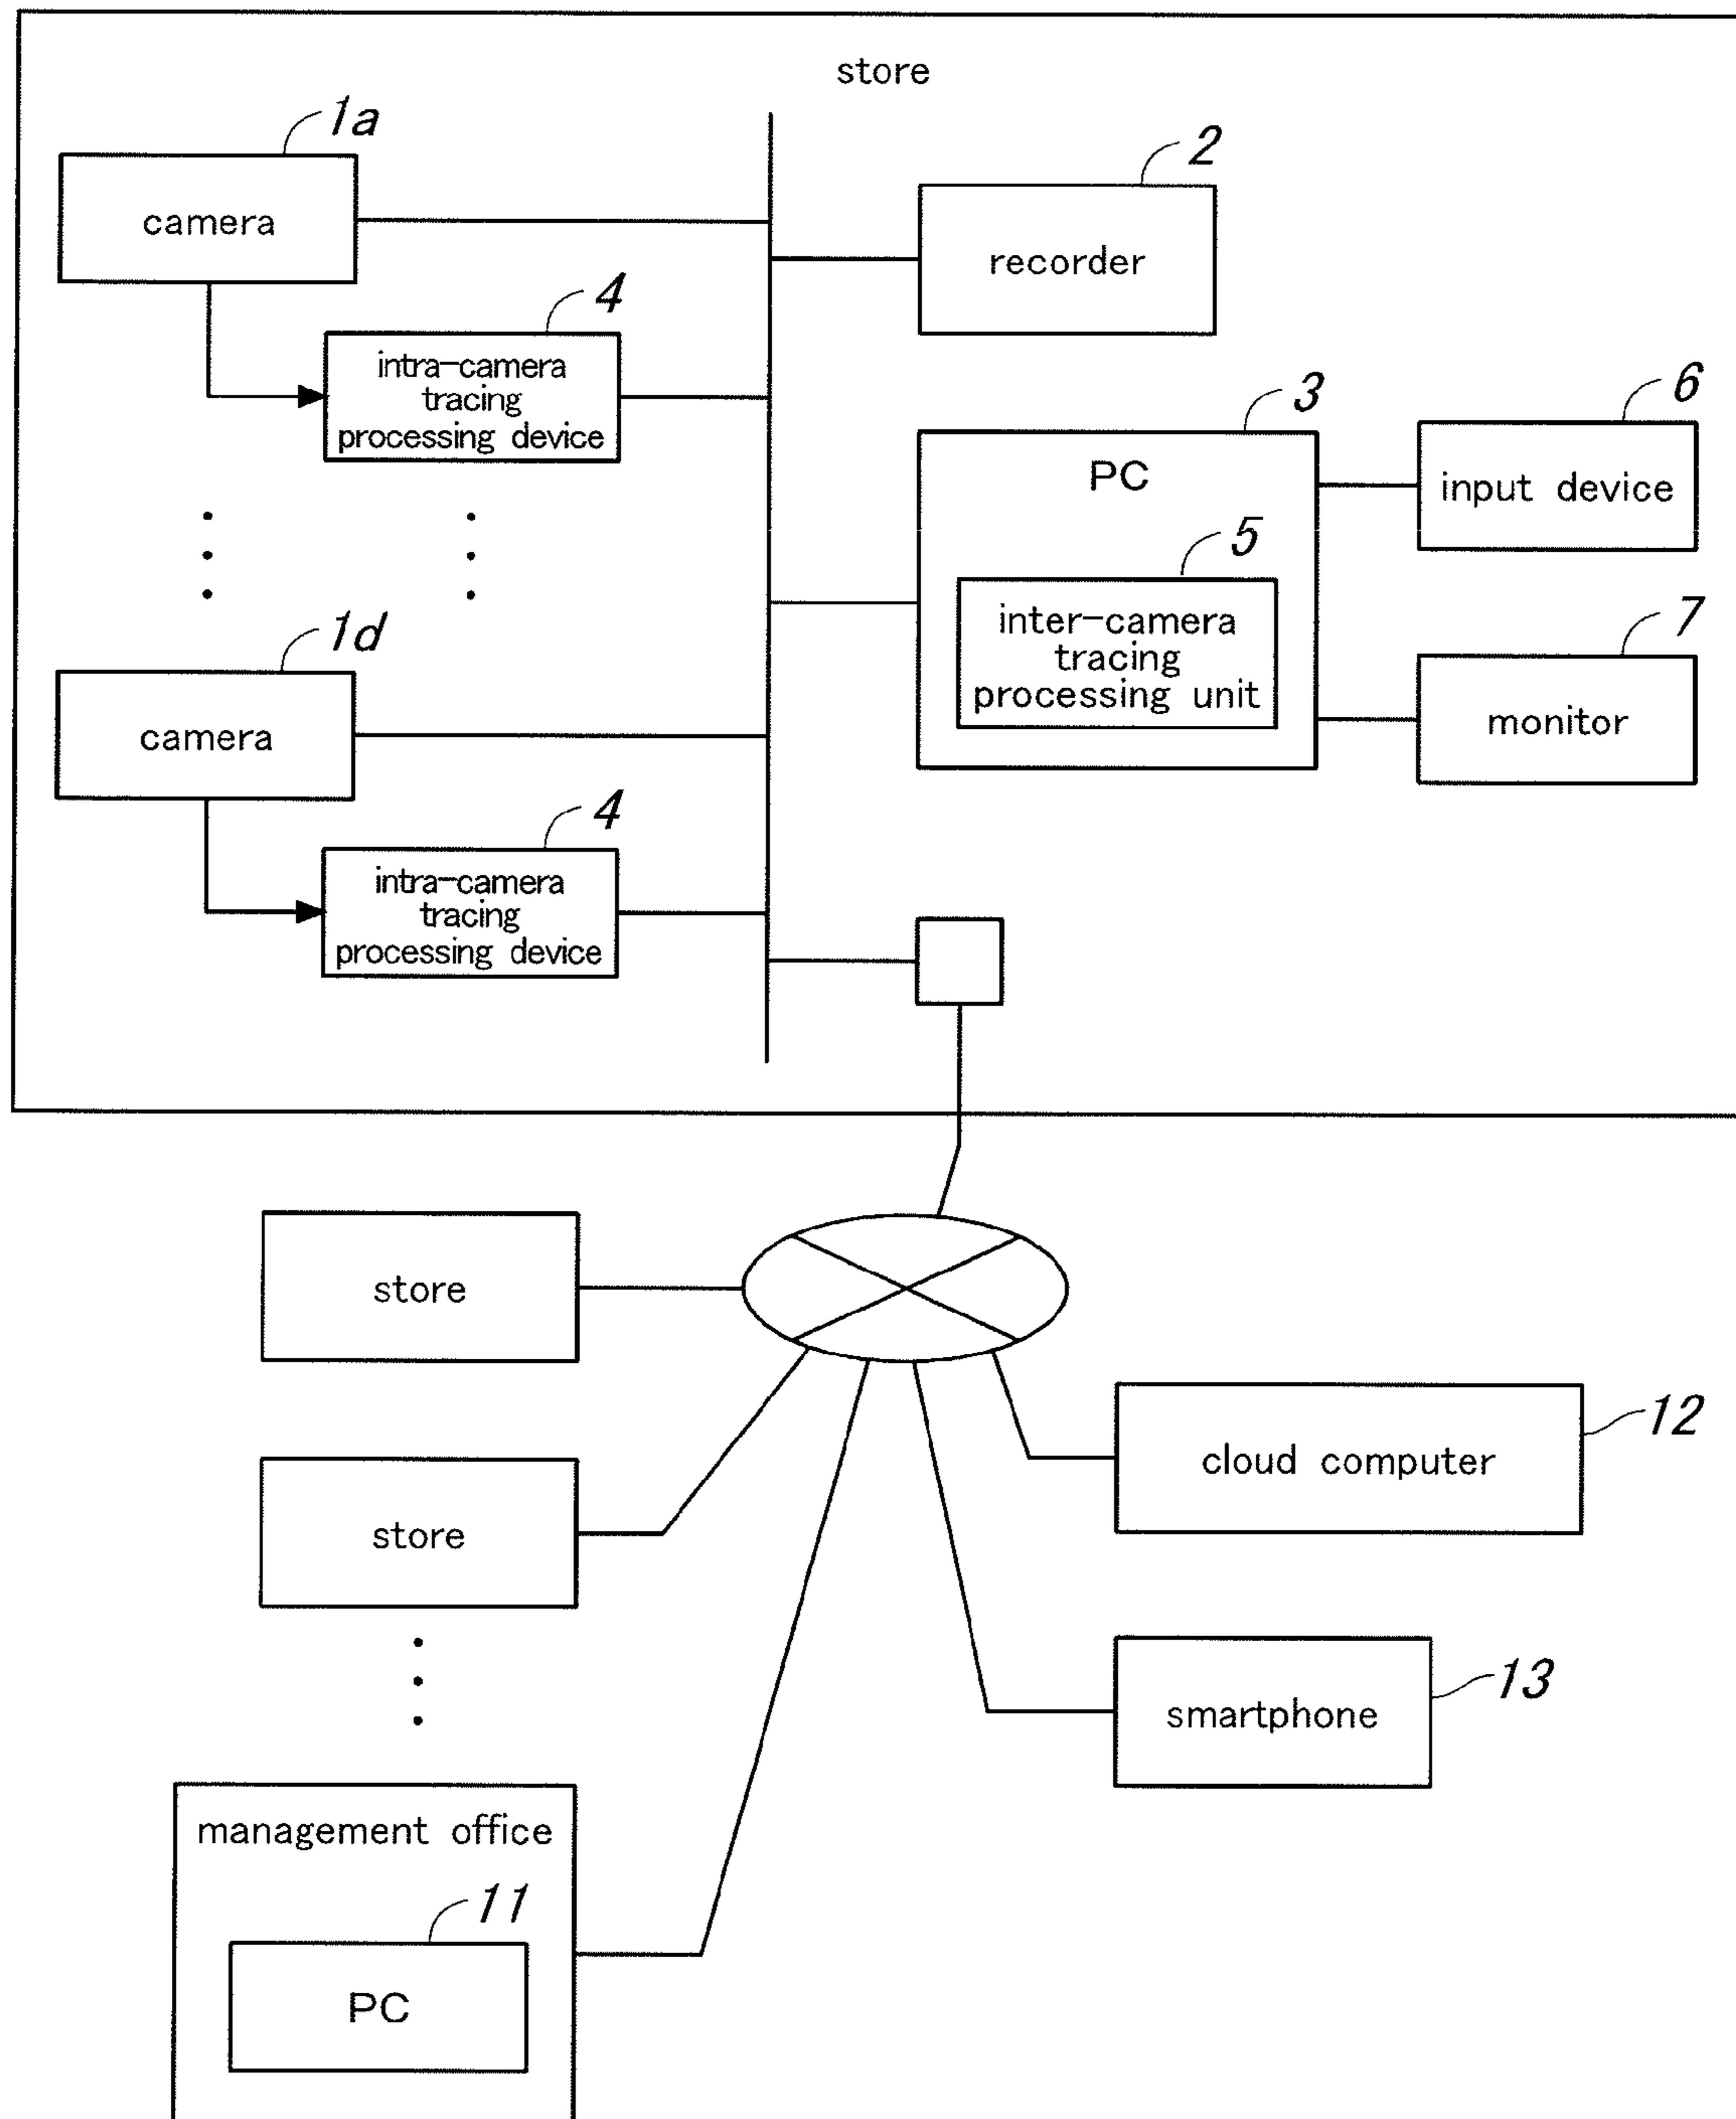 store
1a
camera
2
recorder
4
intra-camera
tracing
processing device
3
PC
6
input device
5
inter-camera
tracing
processing unit
1d
camera
7
monitor
4
intra-camera
tracing
processing device
store
12
cloud computer
store
13
smartphone
management office
11
PC